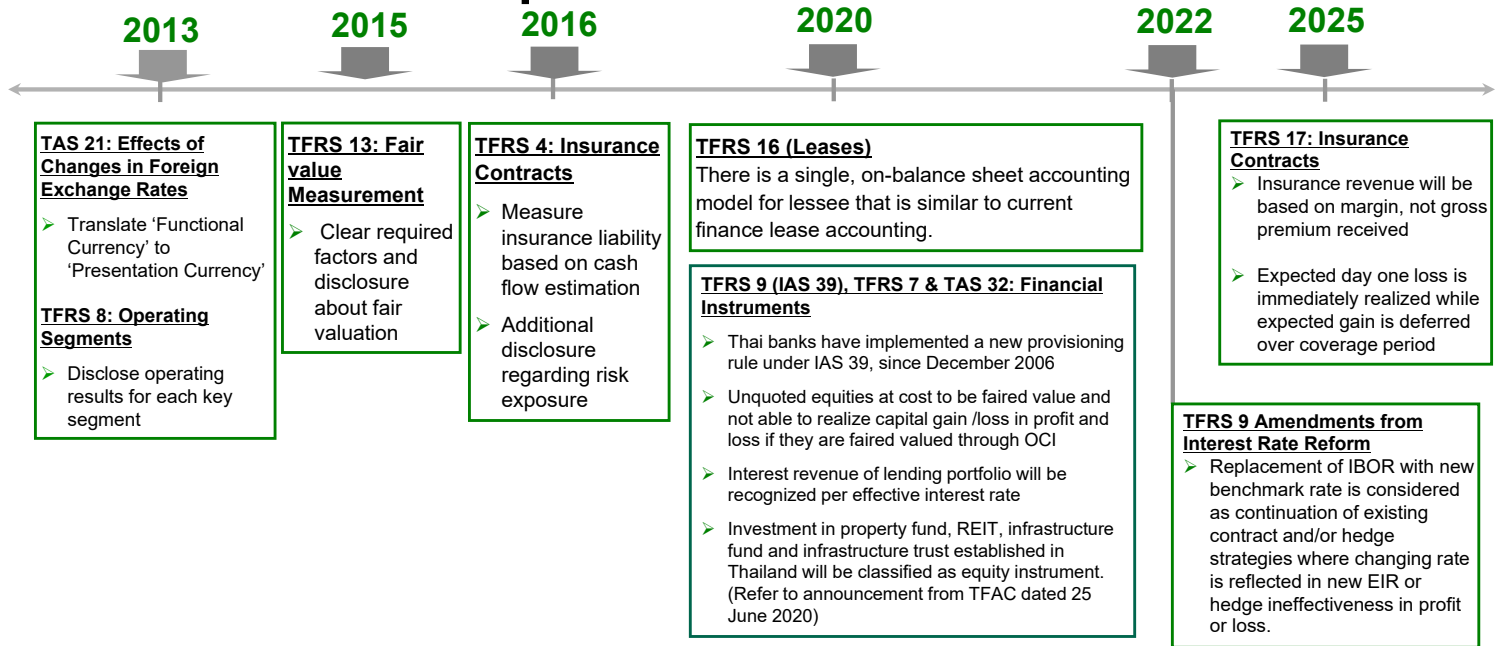 2013
2015
2016
2020
2022
2025
TAS 21: Effects of
Changes in Foreign
Exchange Rates
➢ Translate ‘Functional
Currency’ to
‘Presentation Currency’
TFRS 8: Operating
Segments
➢ Disclose operating
results for each key
segment
TFRS 13: Fair
value
Measurement
➢ Clear required
factors and
disclosure
about fair
valuation
TFRS 4: Insurance
Contracts
➢ Measure
insurance liability
based on cash
flow estimation
➢ Additional
disclosure
regarding risk
exposure
TFRS 16 (Leases)
There is a single, on-balance sheet accounting
model for lessee that is similar to current
finance lease accounting.
TFRS 9 (IAS 39), TFRS 7 & TAS 32: Financial
Instruments
➢ Thai banks have implemented a new provisioning
rule under IAS 39, since December 2006
➢ Unquoted equities at cost to be faired value and
not able to realize capital gain /loss in profit and
loss if they are faired valued through OCI
➢ Interest revenue of lending portfolio will be
recognized per effective interest rate
➢ Investment in property fund, REIT, infrastructure
fund and infrastructure trust established in
Thailand will be classified as equity instrument.
(Refer to announcement from TFAC dated 25
June 2020)
TFRS 17: Insurance
Contracts
➢ Insurance revenue will be
based on margin, not gross
premium received
➢ Expected day one loss is
immediately realized while
expected gain is deferred
over coverage period
TFRS 9 Amendments from
Interest Rate Reform
➢ Replacement of IBOR with new
benchmark rate is considered
as continuation of existing
contract and/or hedge
strategies where changing rate
is reflected in new EIR or
hedge ineffectiveness in profit
or loss.